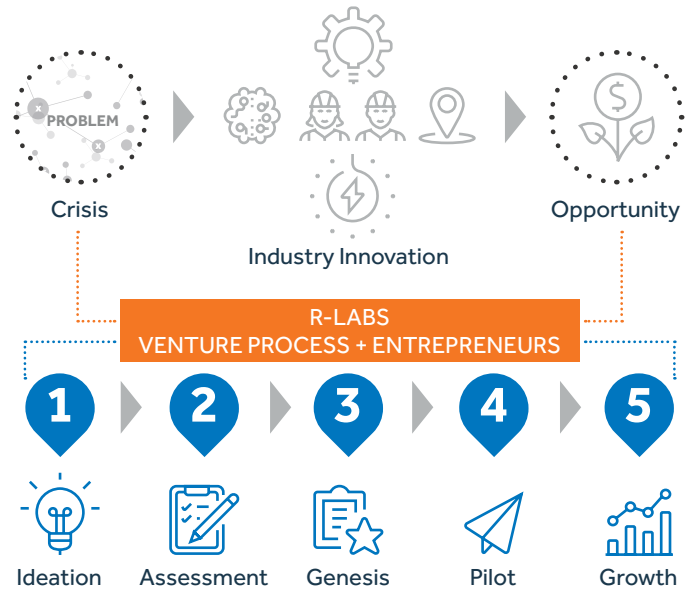 PROBLEM
x
x
$
Crisis
Opportunity
Industry Innovation
R-LABS
VENTURE PROCESS + ENTREPRENEURS
1
2
3
4
5
Ideation
Assessment
Genesis
Pilot
Growth